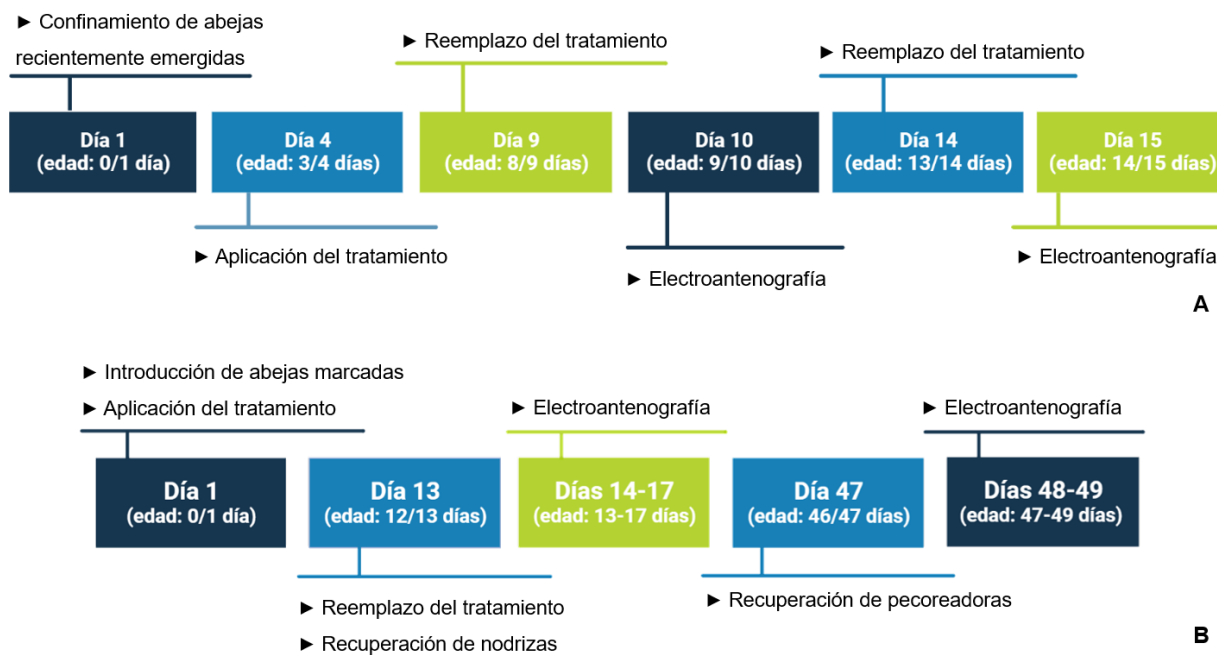 ► Confinamiento de abejas
recientemente emergidas
► Reemplazo del tratamiento
► Reemplazo del tratamiento
Día 1
(edad: 0/1 día)
Día 4
(edad: 3/4 días)
Día 9
(edad: 8/9 días)
Día 10
(edad: 9/10 días)
Día 14
(edad: 13/14 días)
Día 15
(edad: 14/15 días)
► Aplicación del tratamiento
► Electroantenografía
► Electroantenografía
A
► Introducción de abejas marcadas
► Aplicación del tratamiento
► Electroantenografía
► Electroantenografía
Día 1
(edad: 0/1 día)
Día 13
(edad: 12/13 días)
Días 14-17
(edad: 13-17 días)
Día 47
(edad: 46/47 días)
Días 48-49
(edad: 47-49 días)
► Reemplazo del tratamiento
► Recuperación de nodrizas
► Recuperación de pecoreadoras
B